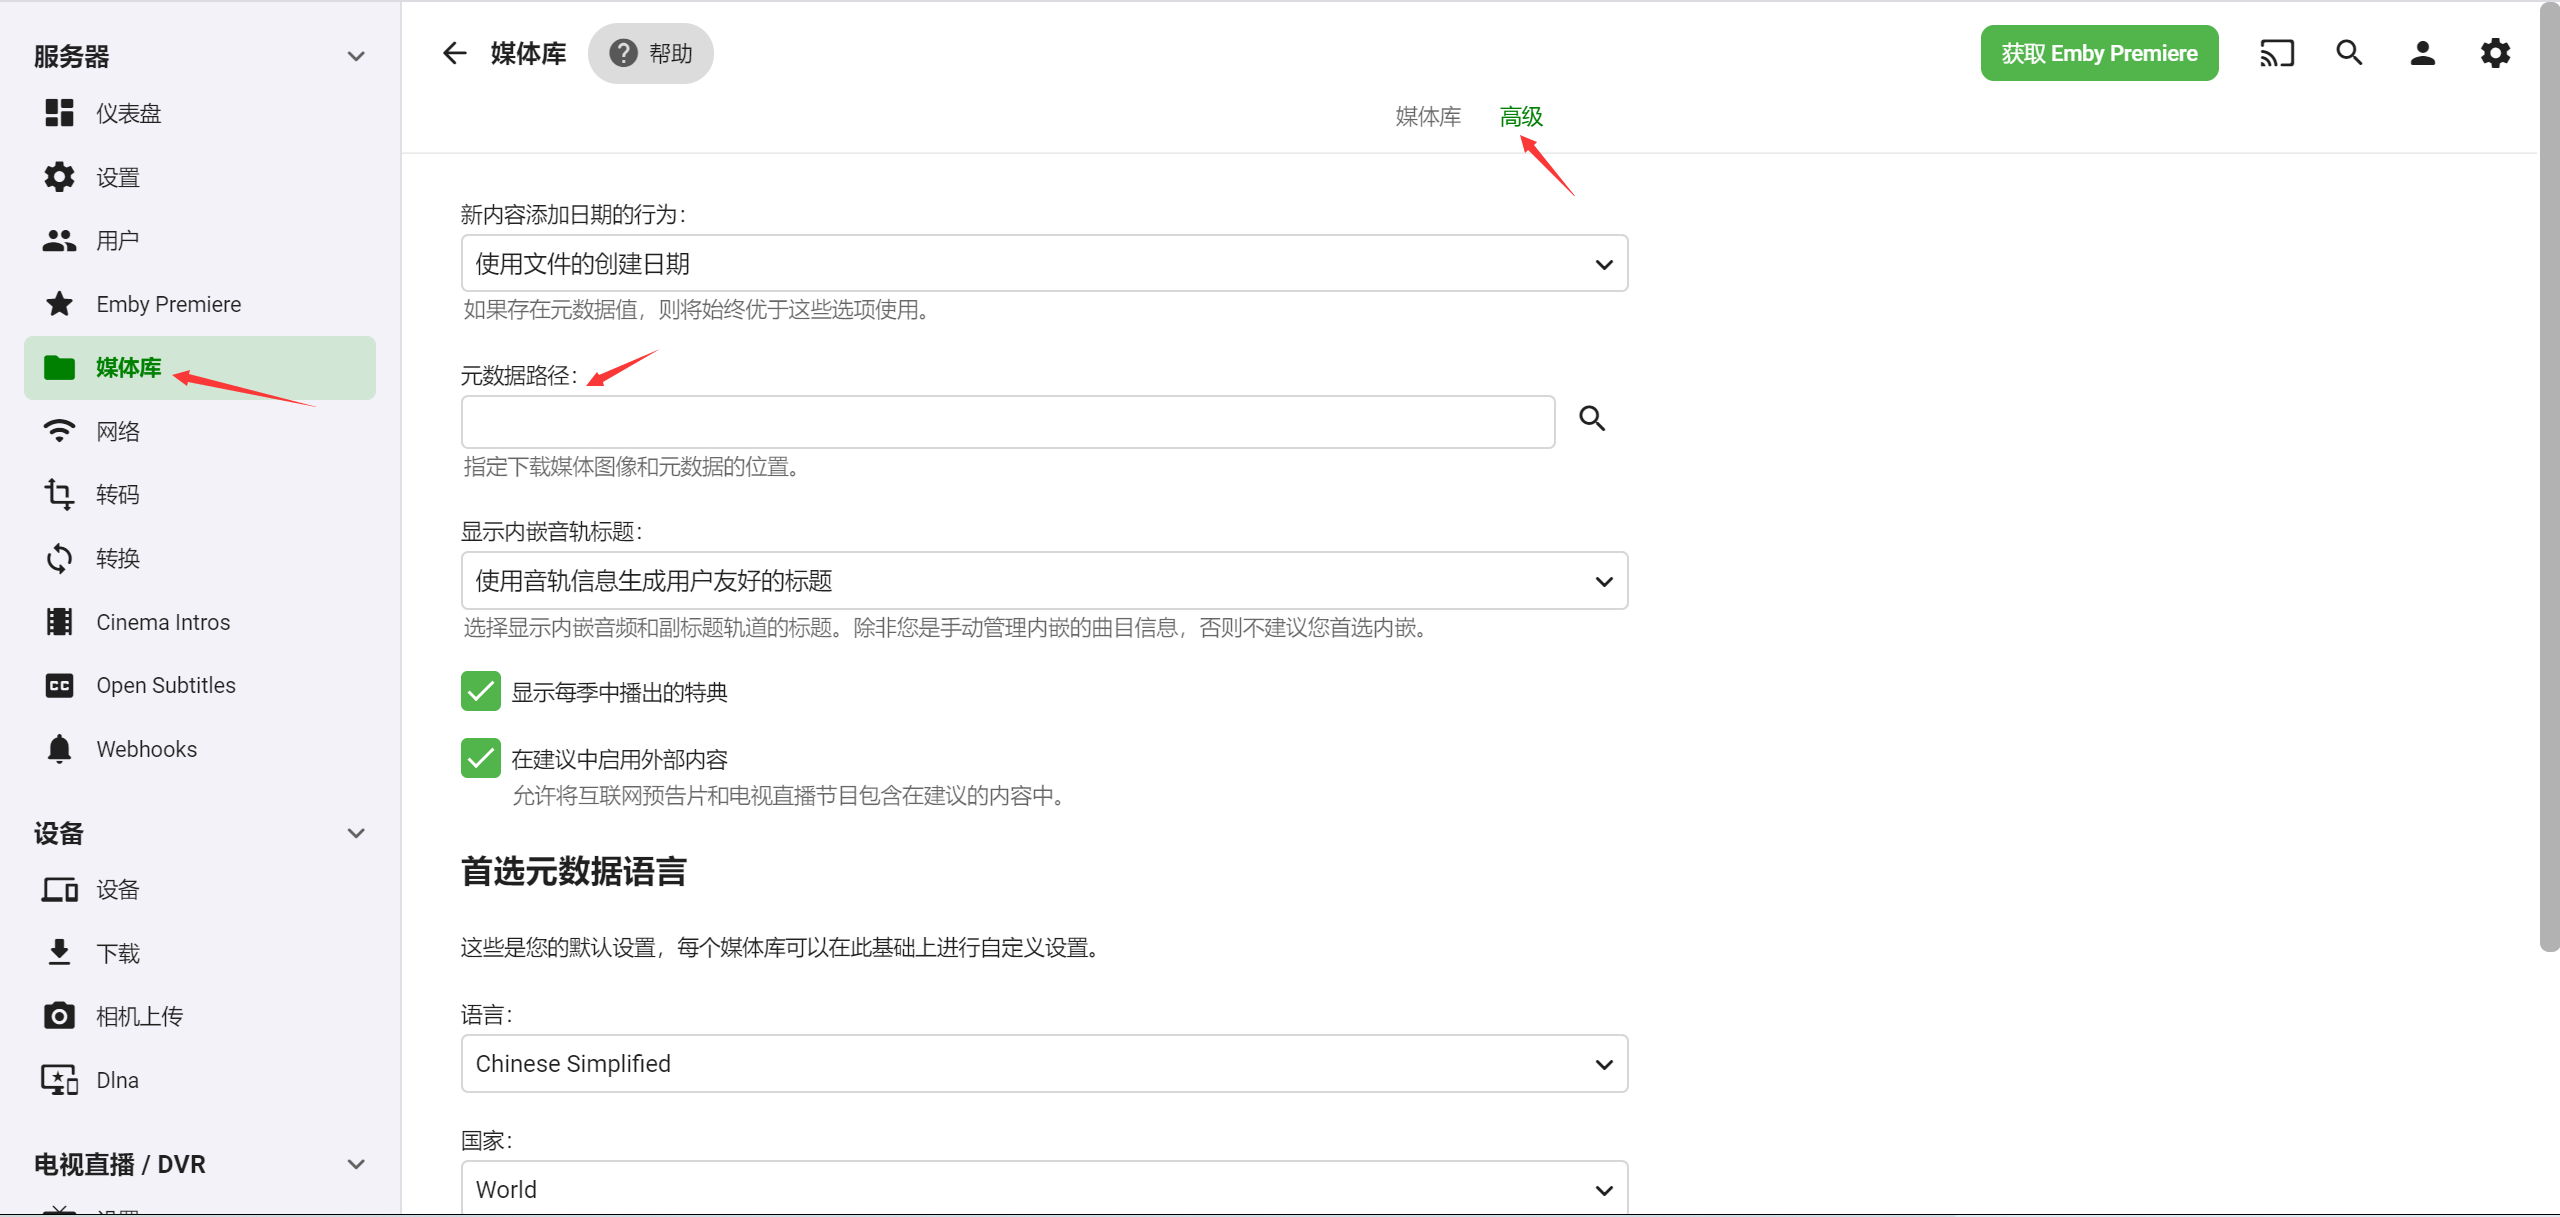 服务器
仪表盘
设置
用户
Emby Premiere
媒体库
网络
转码
转换
Cinema Intros
Open Subtitles
Webhooks
设备
设备
下载
相机上传
Dlna
电视直播 / DVR
媒体库
帮助
获取 Emby Premiere
媒体库
高级
新内容添加日期的行为：
使用文件的创建日期
如果存在元数据值，则将始终优于这些选项使用。
元数据路径：
指定下载媒体图像和元数据的位置。
显示内嵌音轨标题：
使用音轨信息生成用户友好的标题
选择显示内嵌音频和副标题轨道的标题。除非您是手动管理内嵌的曲目信息，否则不建议您首选内嵌。
显示每季中播出的特典
在建议中启用外部内容
允许将互联网预告片和电视直播节目包含在建议的内容中。
首选元数据语言
这些是您的默认设置，每个媒体库可以在此基础上进行自定义设置。
语言：
Chinese Simplified
国家：
World